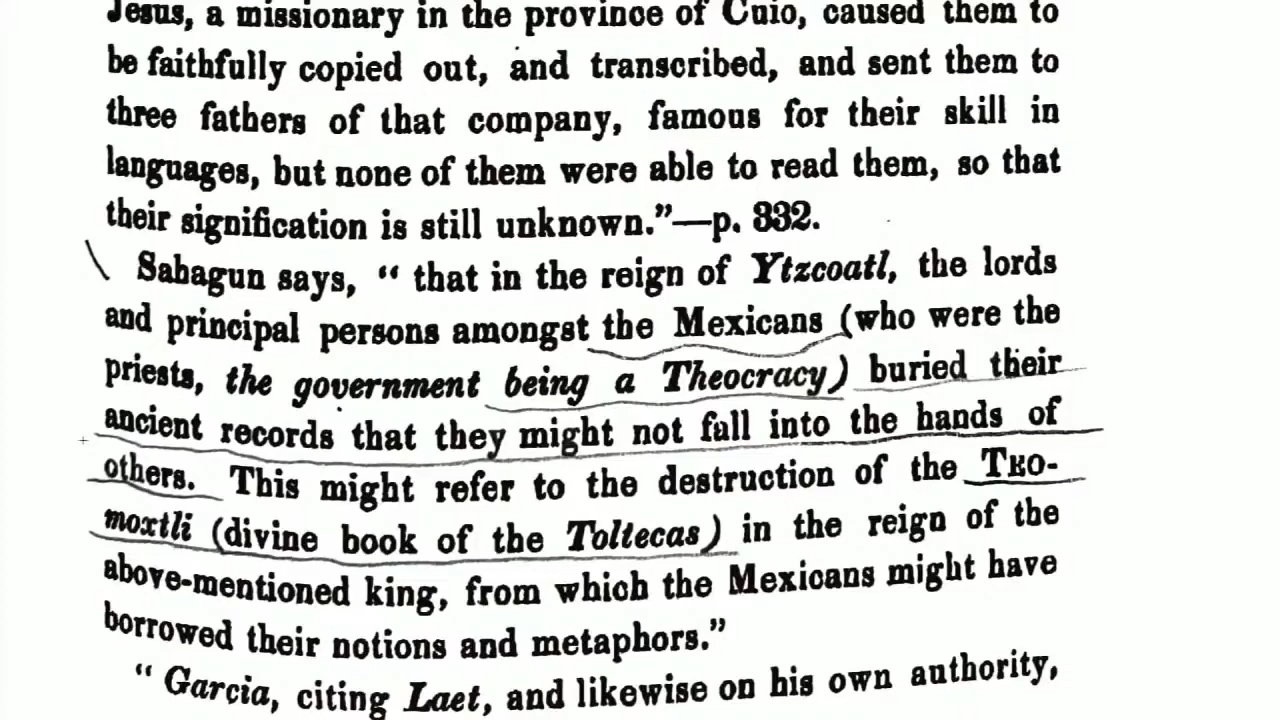 Jesus, a missionary in the province of Cuio, caused them to
be faithfully copied out, and transcribed, and sent them to
three fathers of that company, famous for their skill in
languages, but none of them were able to read them, so that
their signification is still unknown.”—p. 332.
Sahagun says, “ that in the reign of Ytzcoatl, the lords
and principal persons amongst the Mexicans (who were the
priests, the government being a Theocracy) buried their
ancient records that they might not fall into the hands of
others. This might refer to the destruction of the TEO-
moxtli (divine book of the Toltecas) in the reign of the
above-mentioned king, from which the Mexicans might have
borrowed their notions and metaphors.”
“ Garcia, citing Laet, and likewise on his own authority,